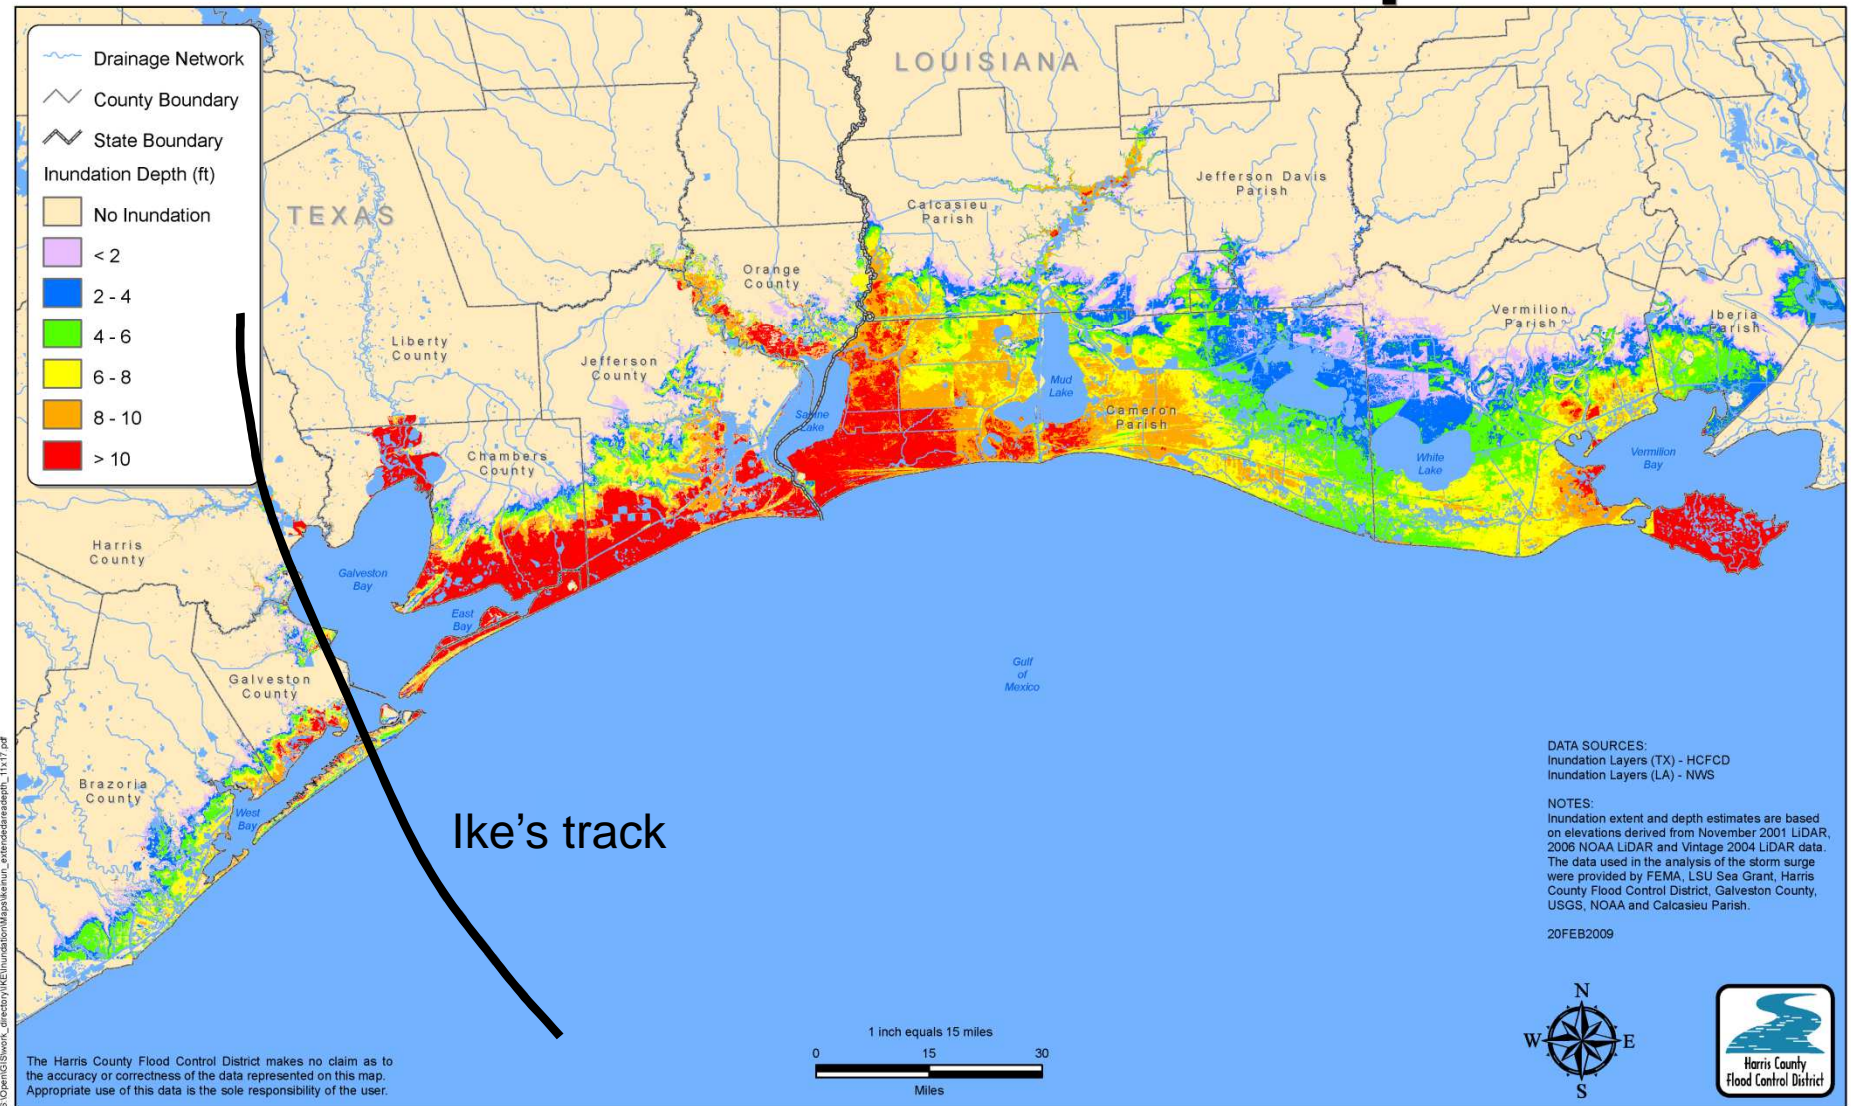 Drainage Network
County Boundary
State Boundary
Inundation Depth (ft)
No Inundation
< 2
2 - 4
4 - 6
6 - 8
8 - 10
> 10
LOUISIANA
TEXAS
Jefferson Davis
Parish
Calcasieu
Parish
Orange
County
Vermilion
Parish
Iberia
Parish
Liberty
County
Jefferson
County
Mud
Lake
Sabine
Lake
Cameron
Parish
Chambers
County
White
Lake
Vermilion
Bay
Harris
County
Galveston
Bay
East
Bay
Galveston
County
Gulf
of
Mexico
Brazoria
County
West
Bay
Ike's track
DATA SOURCES:
Inundation Layers (TX) - HCFCD
Inundation Layers (LA) - NWS
NOTES:
Inundation extent and depth estimates are based
on elevations derived from November 2001 LiDAR,
2006 NOAA LiDAR and Vintage 2004 LiDAR data.
The data used in the analysis of the storm surge
were provided by FEMA, LSU Sea Grant, Harris
County Flood Control District, Galveston County,
USGS, NOAA and Calcasieu Parish.
20FEB2009
N
W
E
S
Harris County
Flood Control District
1 inch equals 15 miles
0 15 30
Miles
The Harris County Flood Control District makes no claim as to
the accuracy or correctness of the data represented on this map.
Appropriate use of this data is the sole responsibility of the user.
S:\OpenGIS\work_directory\IKE\Inundation\Maps\ikeinun_extendedareadepth_11x17.pdf